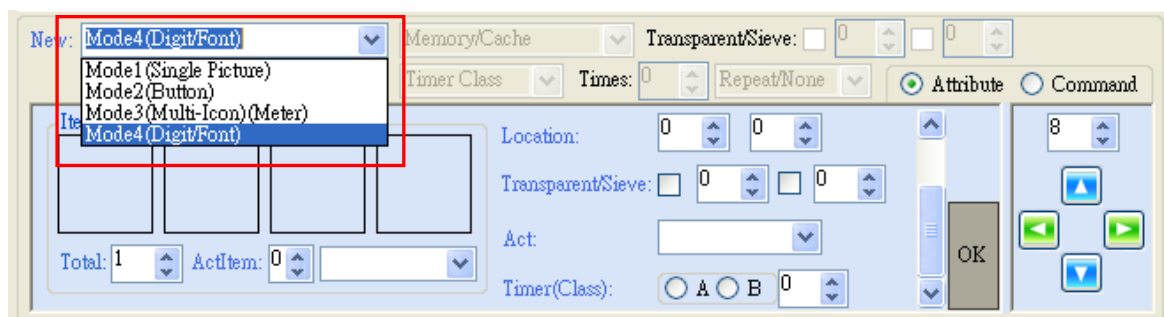 New: Mode4(Digit/Font) Memory/Cache Transparent/Sieve: 0 0
Mode1(Single Picture)
Mode2(Button)
Mode3(Multi-Icon)(Meter)
Mode4(Digit/Font)
Timer Class Times: 0 Repeat/None Attribute Command
Ite
Location: 0 0
8
Transparent/Sieve: 0 0
Act:
OK
Total: 1 ActItem: 0
Timer(Class): A B 0